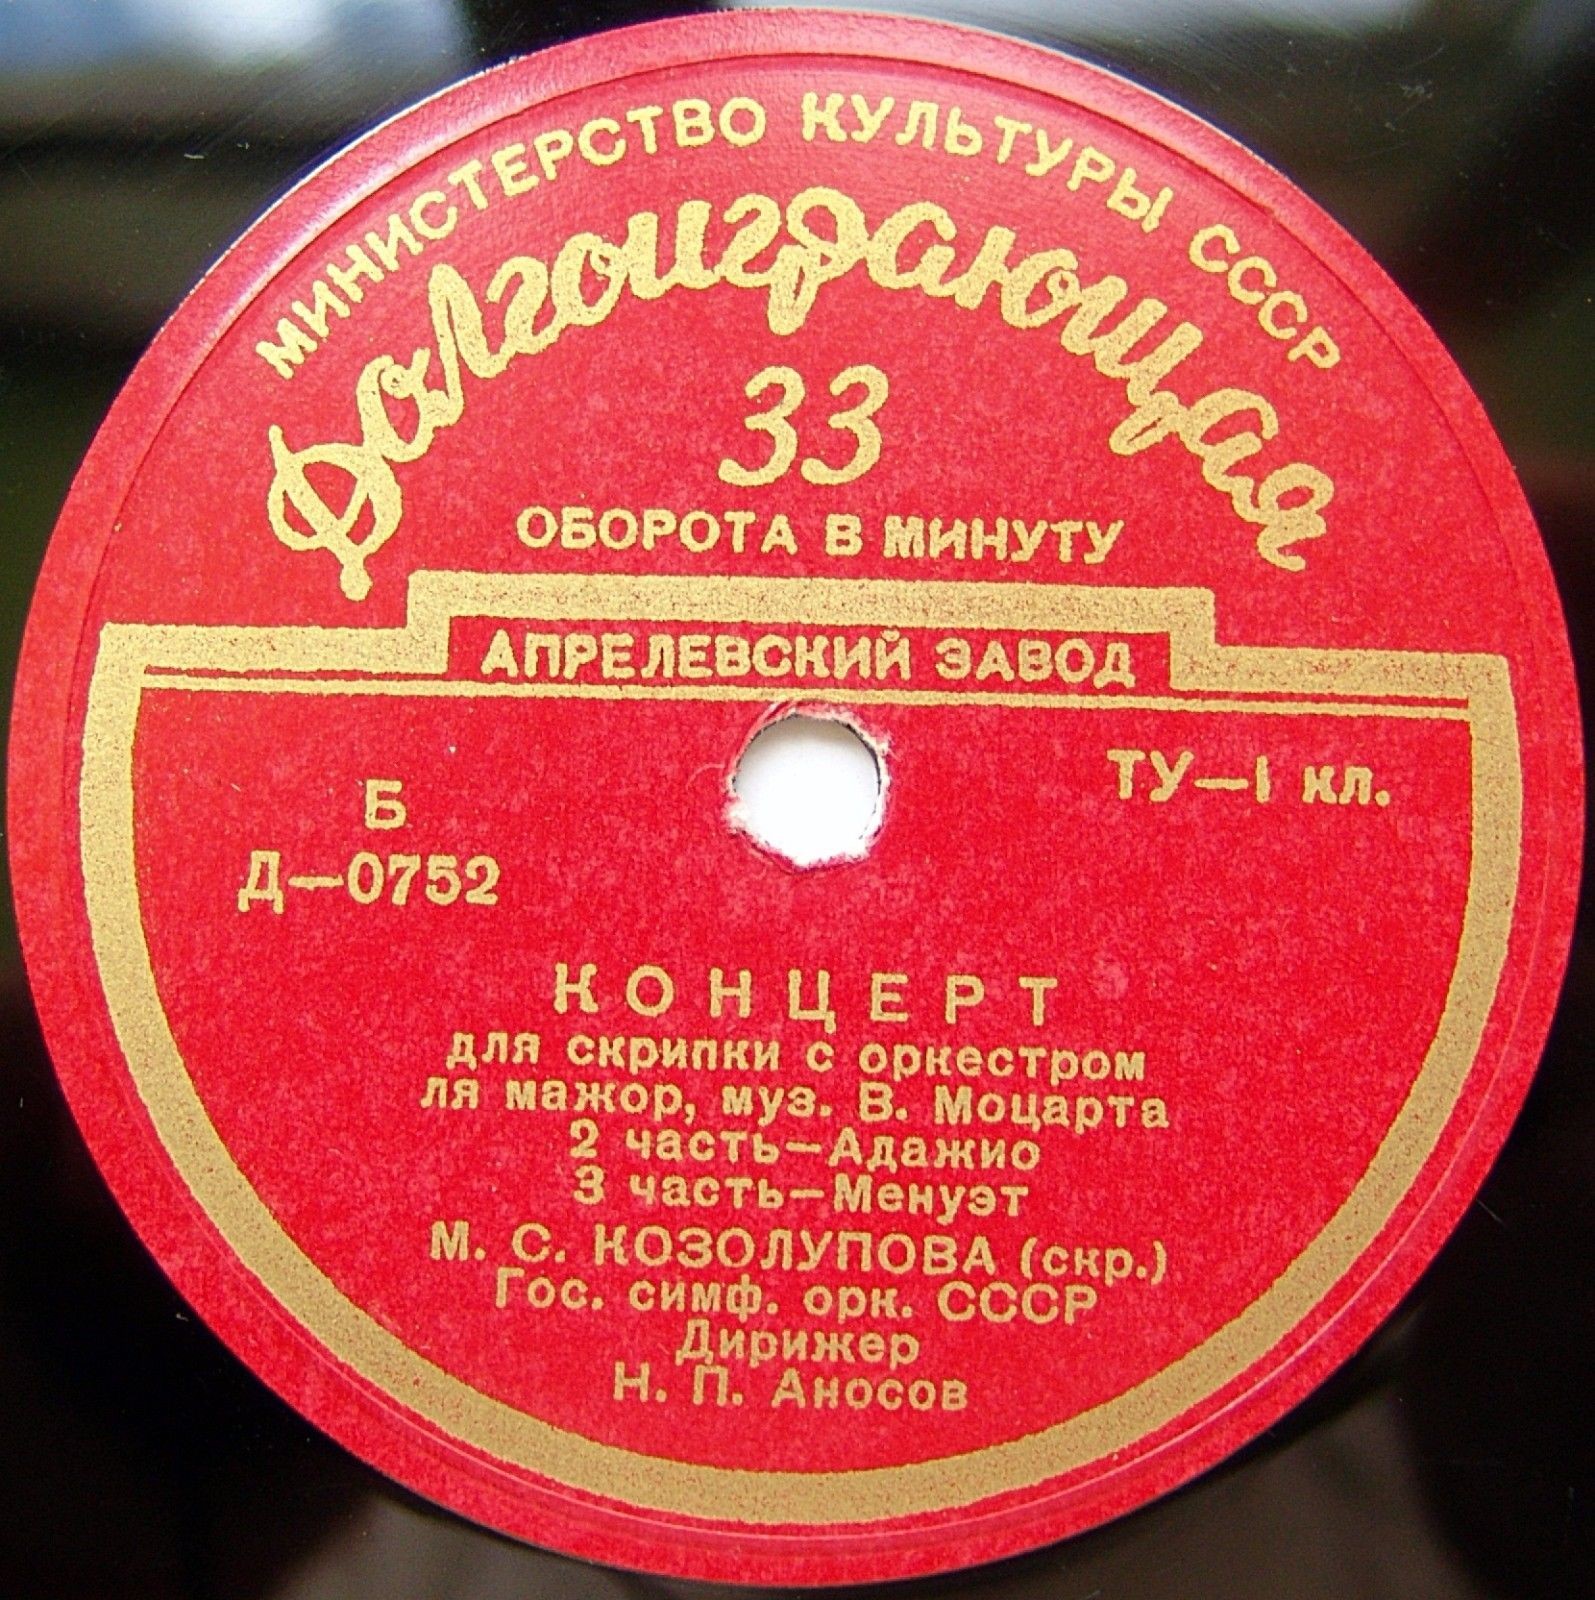 МИНИСТЕРСТВО КУЛЬТУРЫ СССР
Долгоиграющая
33
ОБОРОТА В МИНУТУ
АПРЕЛЕВСКИЙ ЗАВОД
ТУ—I кл.
Б
Д—0752
КОНЦЕРТ
для скрипки с оркестром
ля мажор, муз. В. Моцарта
2 часть—Адажио
3 часть—Менуэт
М. С. КОЗОЛУПОВА (скр.)
Гос. симф. орк. СССР
Дирижер
Н. П. Аносов